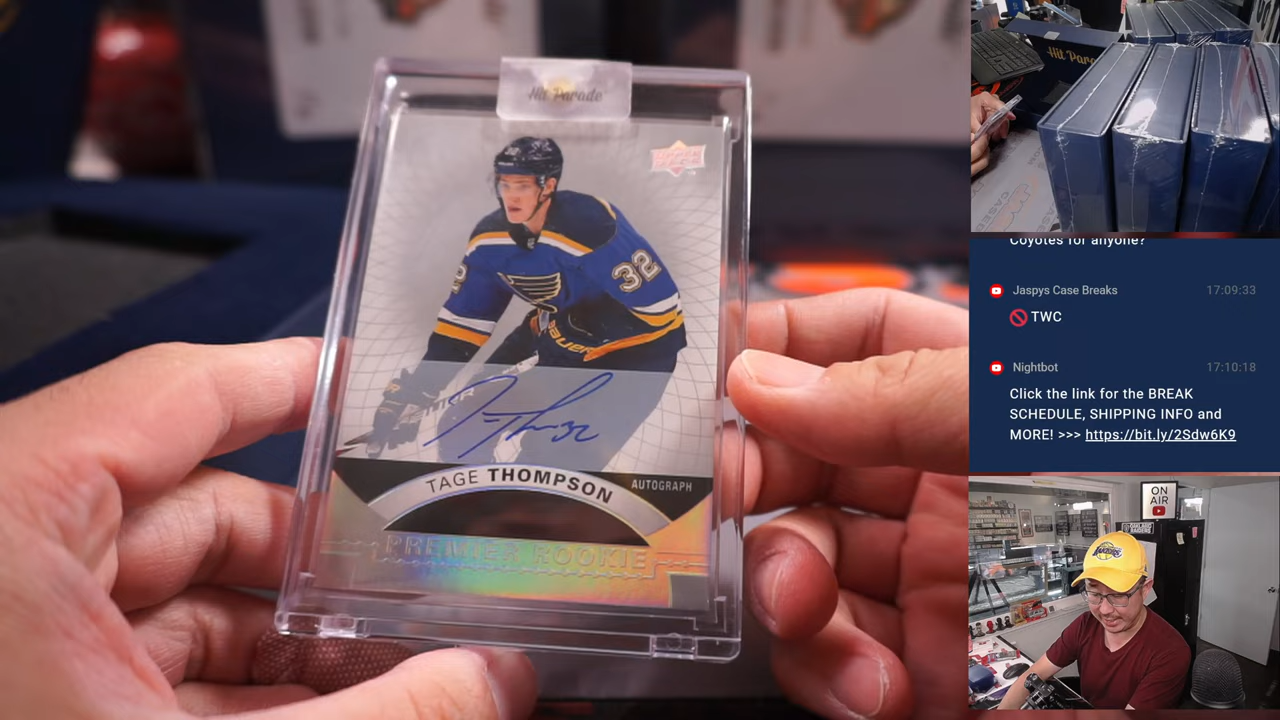 Hit Parade
UPPER DECK
32
TAGE THOMPSON
AUTOGRAPH
PREMIER ROOKIE
Coyotes for anyone?
Jaspys Case Breaks 17:09:33
🚫 TWC
Nightbot 17:10:18
Click the link for the BREAK
SCHEDULE, SHIPPING INFO and
MORE! >>> https://bit.ly/2Sdw6K9
ON
AIR